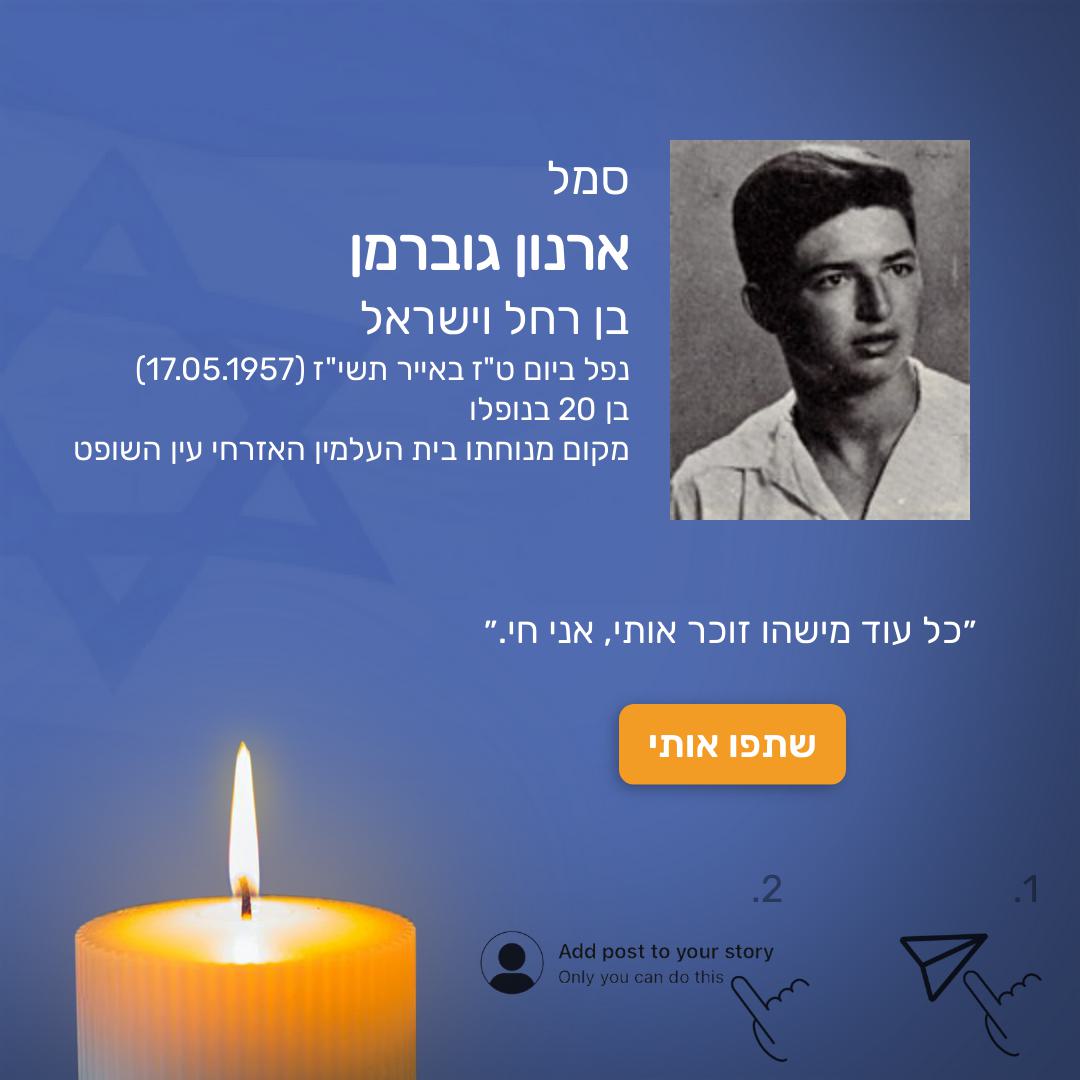 סמל
ארנון גוברמן
בן רחל וישראל
נפל ביום ט"ז באייר תשי"ז (17.05.1957)
בן 20 בנופלו
מקום מנוחתו בית העלמין האזרחי עין השופט
״כל עוד מישהו זוכר אותי, אני חי.״
שתפו אותי
1.
2.
Add post to your story
Only you can do this